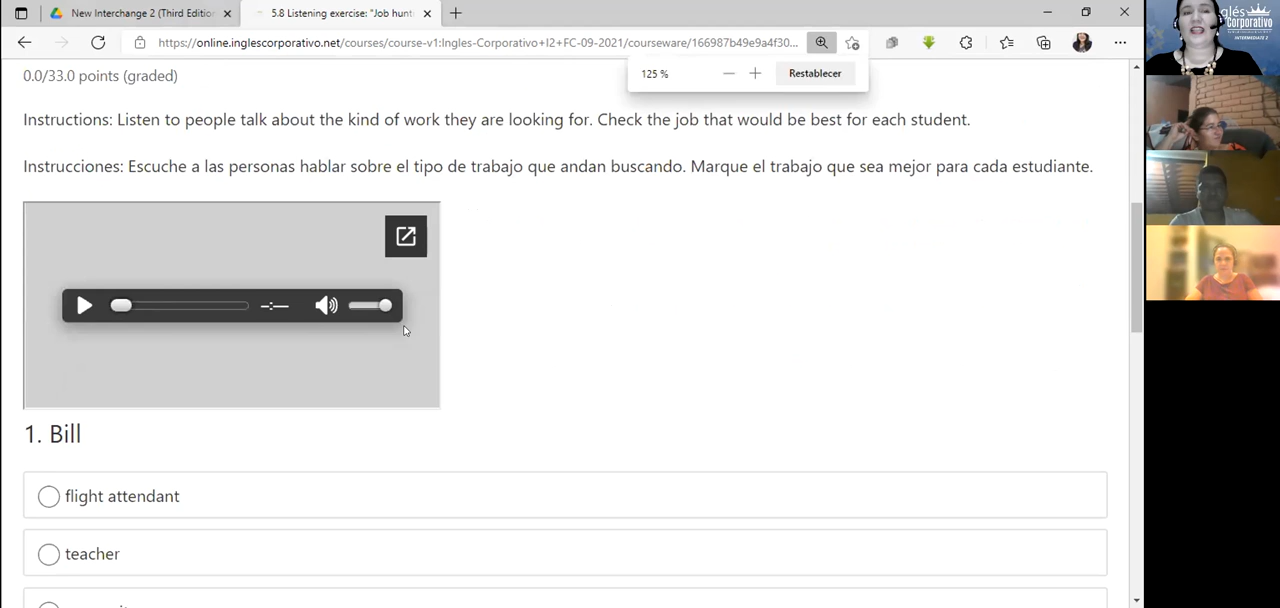 New Interchange 2 (Third Edition
5.8 Listening exercise: "Job hunt
https://online.inglescorporativo.net/courses/course-v1:Ingles-Corporativo+I2+FC-09-2021/courseware/166987b49e9a4f30...
125 %
Restablecer
0.0/33.0 points (graded)
Instructions: Listen to people talk about the kind of work they are looking for. Check the job that would be best for each student.
Instrucciones: Escuche a las personas hablar sobre el tipo de trabajo que andan buscando. Marque el trabajo que sea mejor para cada estudiante.
-:--
1. Bill
flight attendant
teacher
Inglés
Corporativo
INTERMEDIATE 2